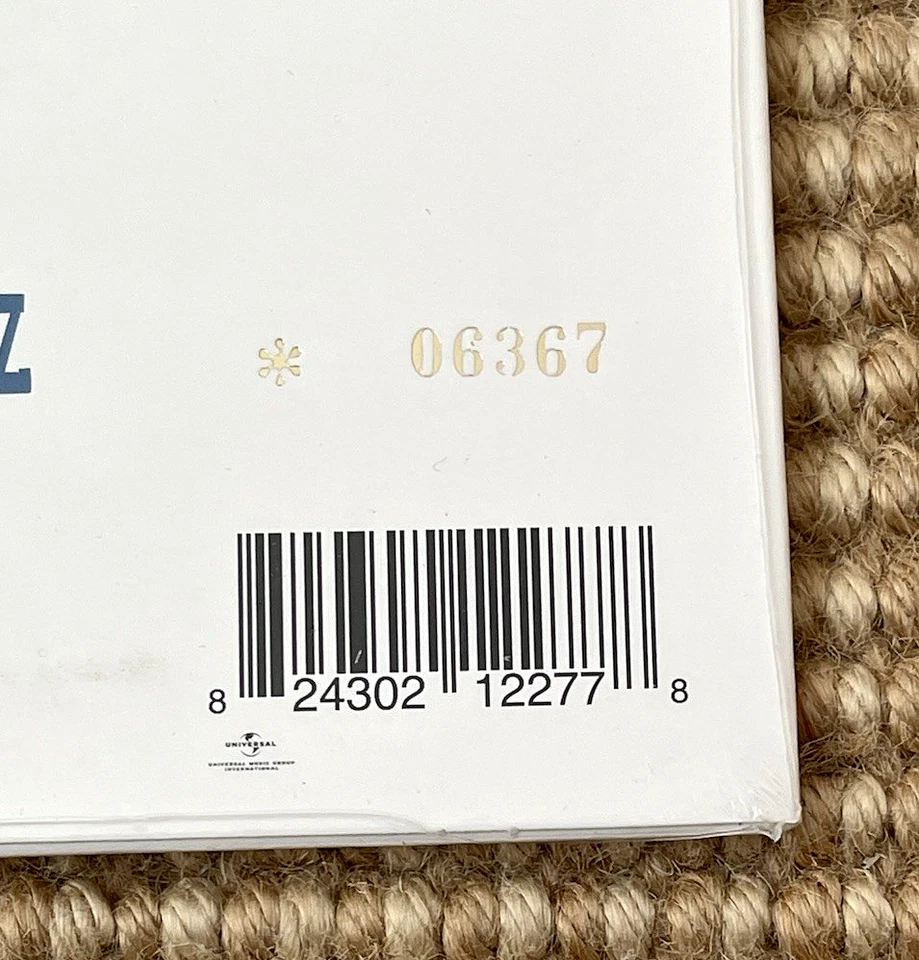 Z
* 06367
8 24302 12277 8
UNIVERSAL
UNIVERSAL MUSIC GROUP
INTERNATIONAL